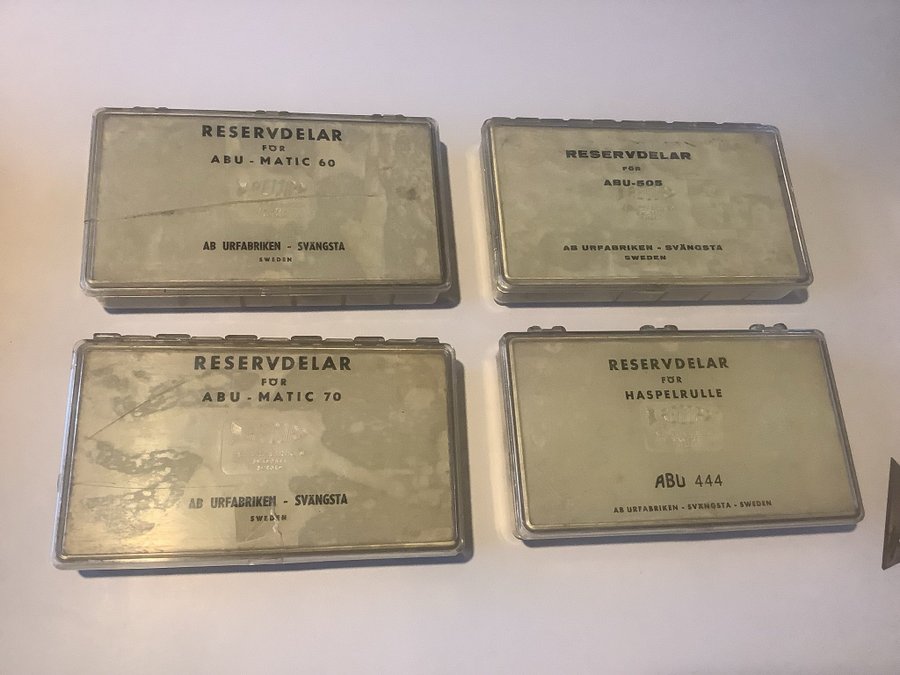 RESERVDELAR
FÖR
ABU-MATIC 60
AB URFABRIKEN - SVÄNGSTA
SWEDEN
RESERVDELAR
FÖR
ABU-505
AB URFABRIKEN - SVÄNGSTA
SWEDEN
RESERVDELAR
FÖR
ABU-MATIC 70
AB URFABRIKEN - SVÄNGSTA
SWEDEN
RESERVDELAR
FÖR
HASPELRULLE
ABU 444
AB URFABRIKEN - SVÄNGSTA - SWEDEN